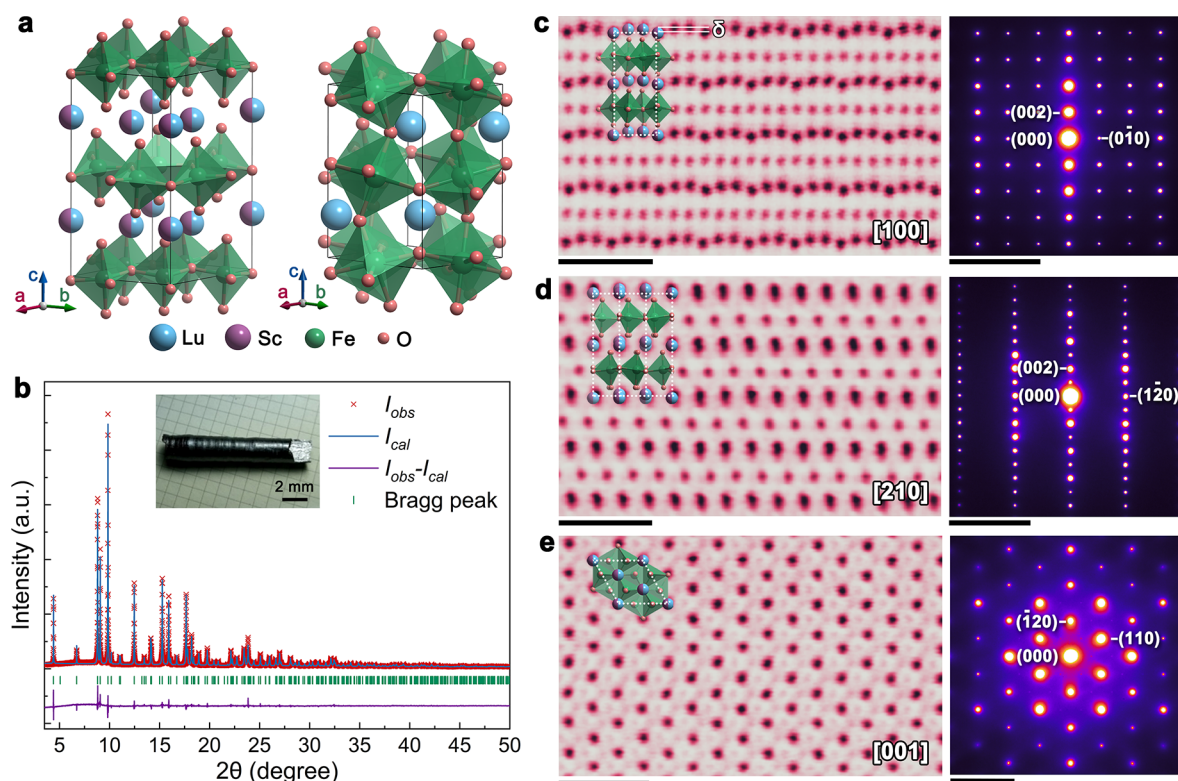 a
c
a
b
c
a
b
Lu
Sc
Fe
O
b
Intensity (a.u.)
I_obs
I_cal
I_obs-I_cal
Bragg peak
2 mm
5 10 15 20 25 30 35 40 45 50
2θ (degree)
c
δ
[100]
(002)
(000)
(01̄0)
d
[210]
(002)
(000)
(12̄0)
e
[001]
(1̄20)
(110)
(000)